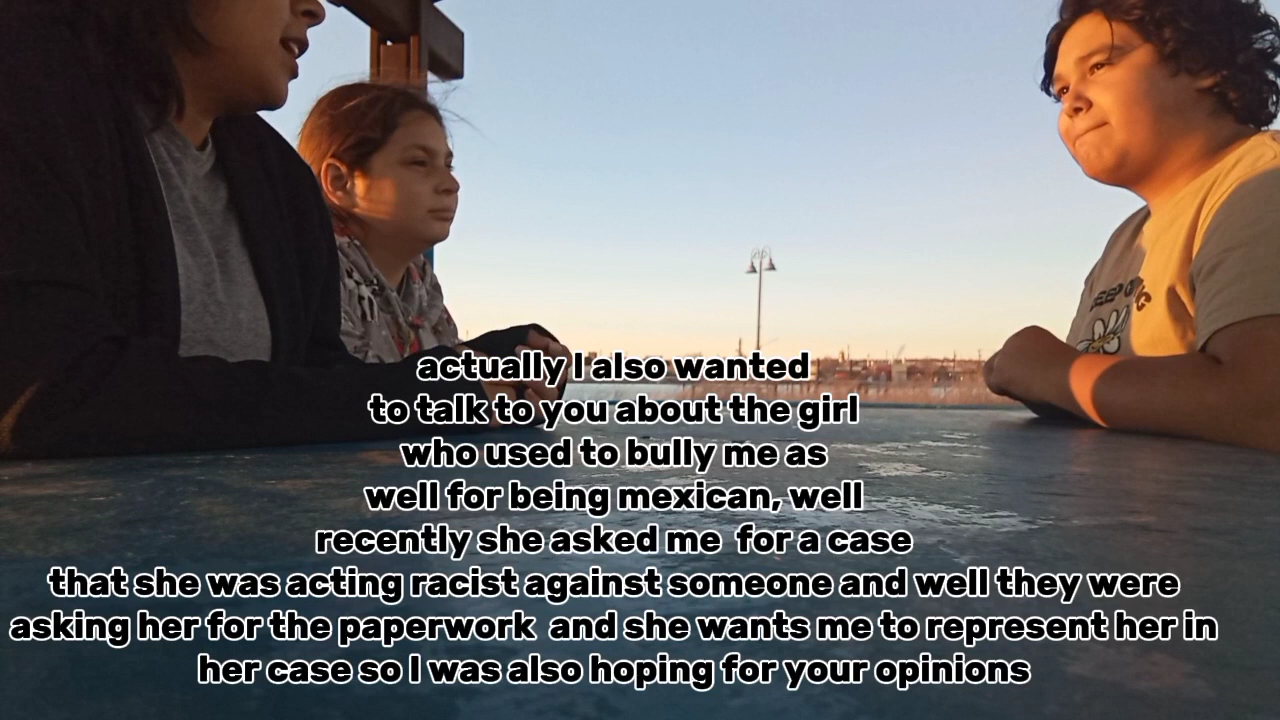 actually I also wanted
to talk to you about the girl
who used to bully me as
well for being mexican, well
recently she asked me  for a case
that she was acting racist against someone and well they were
asking her for the paperwork  and she wants me to represent her in
her case so I was also hoping for your opinions